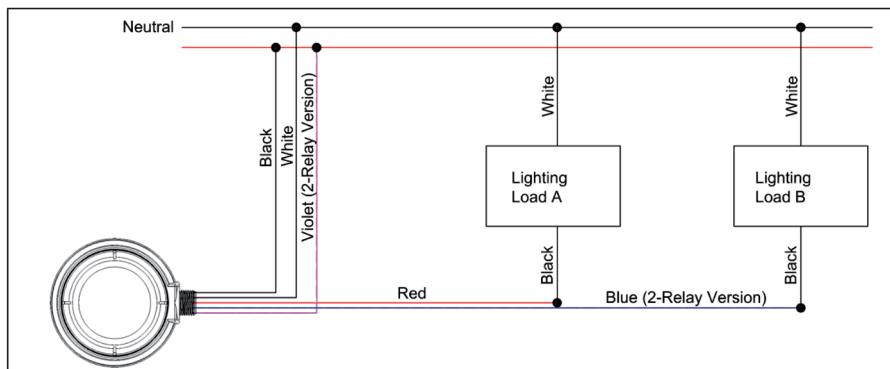 Neutral
Black
White
Violet (2-Relay Version)
White
White
Lighting
Load A
Lighting
Load B
Black
Black
Red
Blue (2-Relay Version)